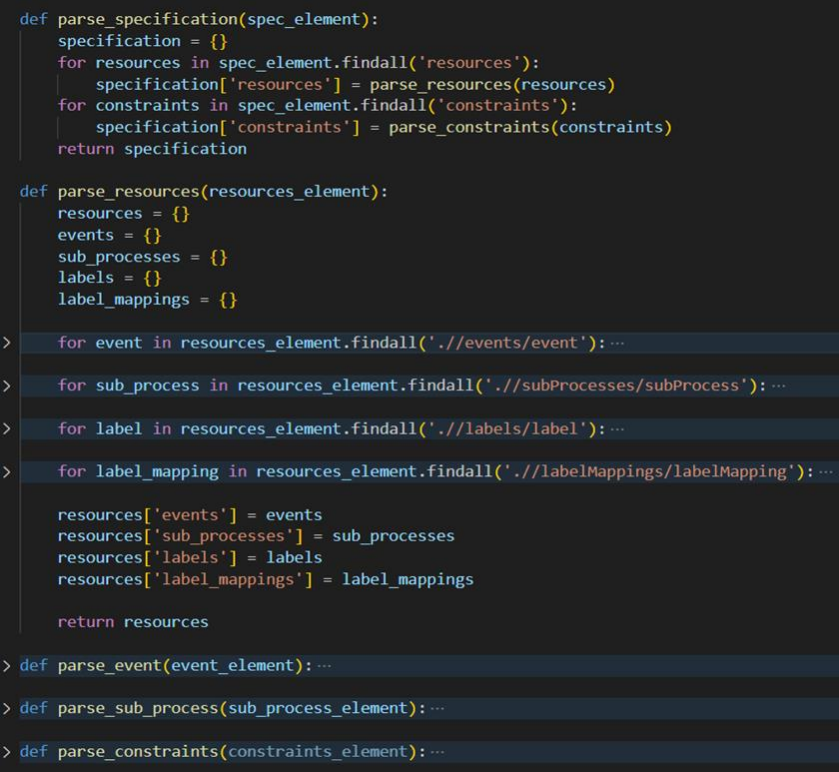 def parse_specification(spec_element):
    specification = {}
    for resources in spec_element.findall('resources'):
        specification['resources'] = parse_resources(resources)
    for constraints in spec_element.findall('constraints'):
        specification['constraints'] = parse_constraints(constraints)
    return specification
def parse_resources(resources_element):
    resources = {}
    events = {}
    sub_processes = {}
    labels = {}
    label_mappings = {}
    for event in resources_element.findall('.//events/event'):···
    for sub_process in resources_element.findall('.//subProcesses/subProcess'):···
    for label in resources_element.findall('.//labels/label'):···
    for label_mapping in resources_element.findall('.//labelMappings/labelMapping'):···
    resources['events'] = events
    resources['sub_processes'] = sub_processes
    resources['labels'] = labels
    resources['label_mappings'] = label_mappings
    return resources
def parse_event(event_element):···
def parse_sub_process(sub_process_element):···
def parse_constraints(constraints_element):···